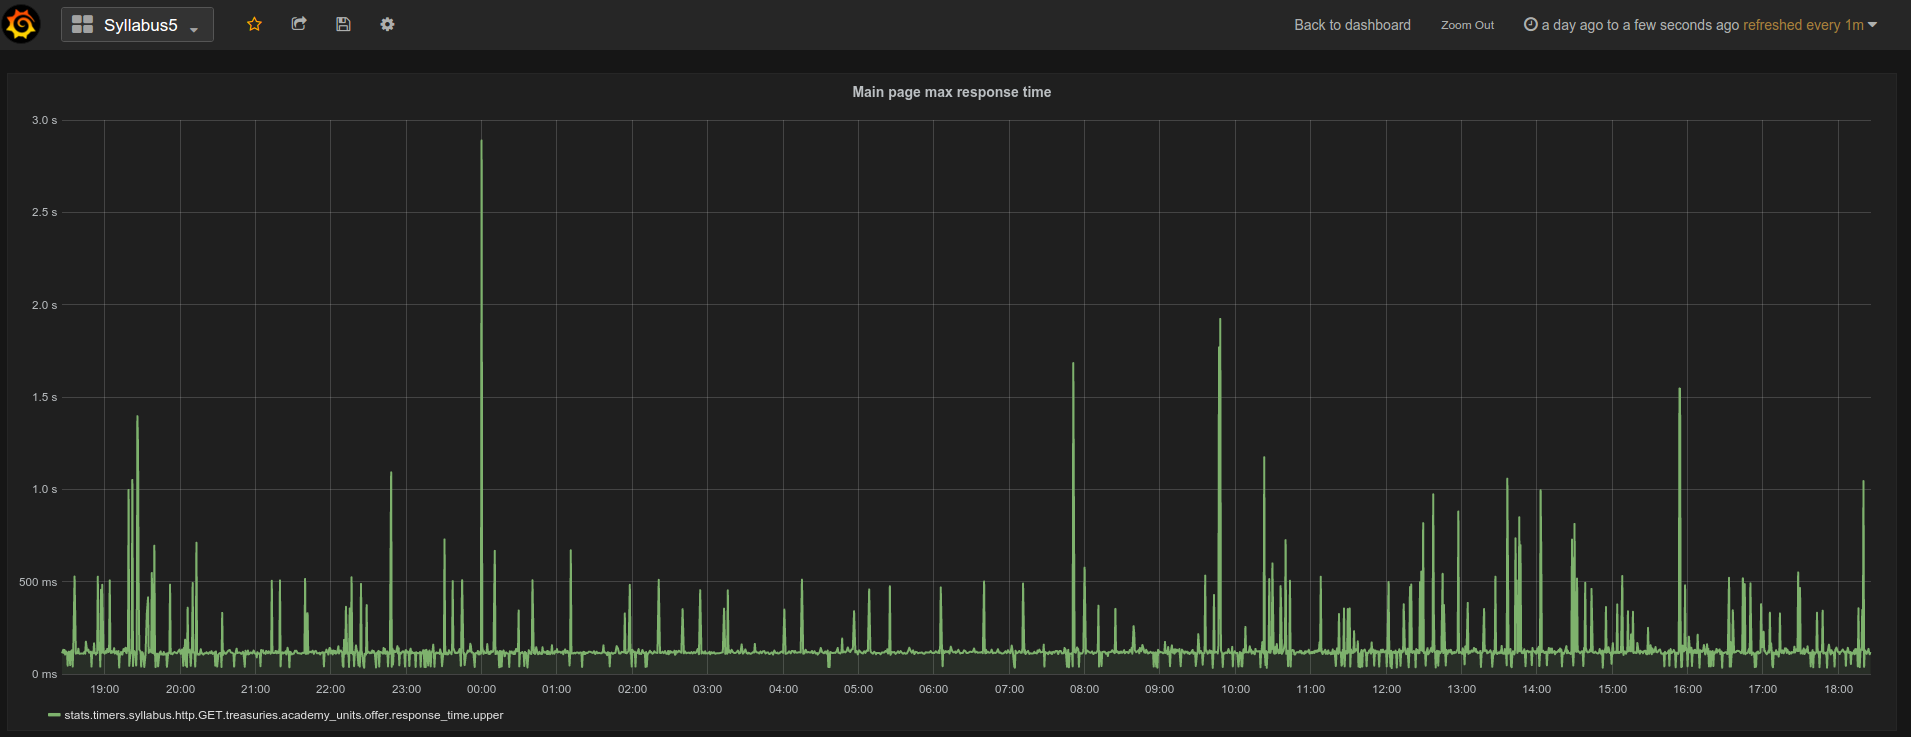 Syllabus5
Back to dashboard
Zoom Out
a day ago to a few seconds ago refreshed every 1m
Main page max response time
3.0 s
2.5 s
2.0 s
1.5 s
1.0 s
500 ms
0 ms
19:00 20:00 21:00 22:00 23:00 00:00 01:00 02:00 03:00 04:00 05:00 06:00 07:00 08:00 09:00 10:00 11:00 12:00 13:00 14:00 15:00 16:00 17:00 18:00
stats.timers.syllabus.http.GET.treasuries.academy_units.offer.response_time.upper